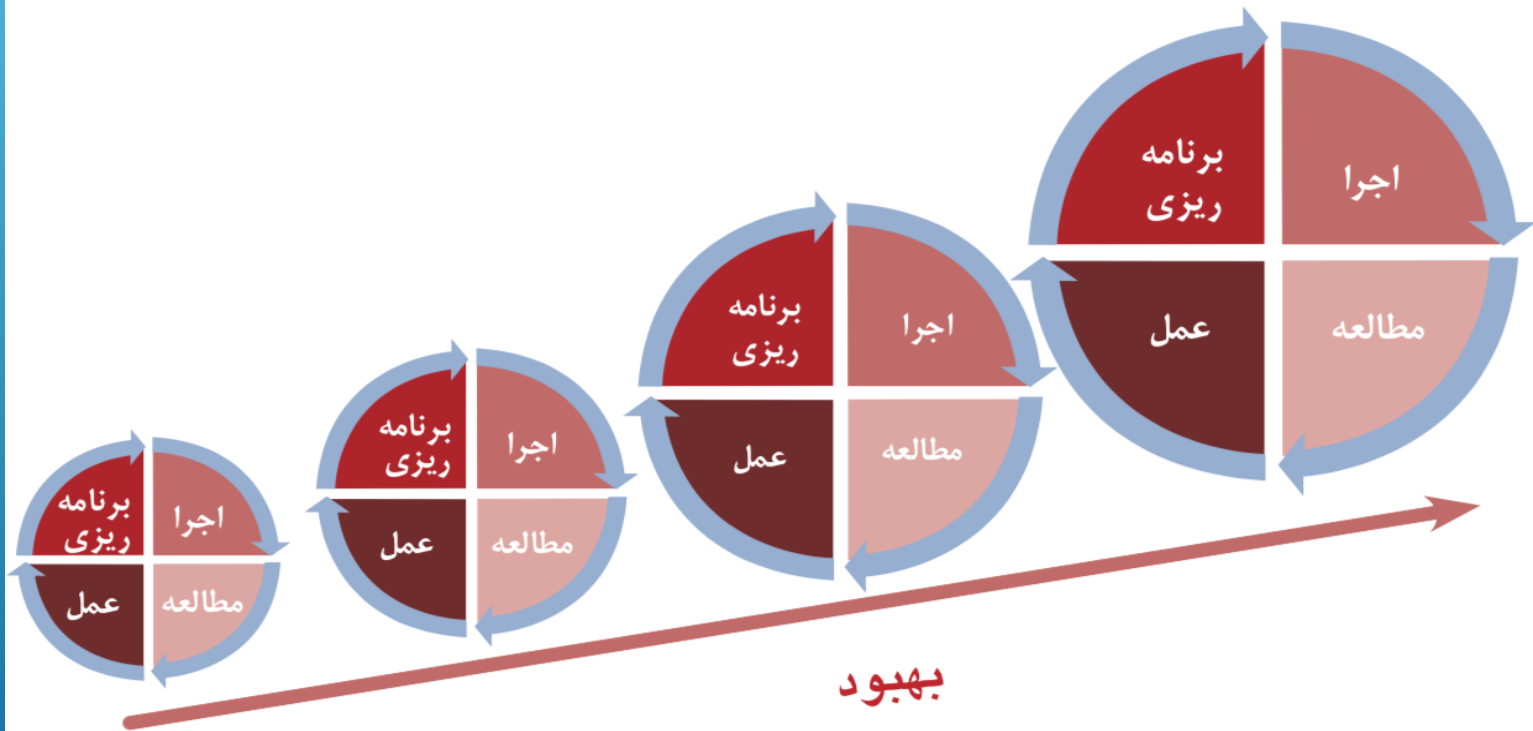 برنامه
ریزی
اجرا
مطالعه
عمل
برنامه
ریزی
اجرا
مطالعه
عمل
برنامه
ریزی
اجرا
مطالعه
عمل
برنامه
ریزی
اجرا
مطالعه
عمل
بهبود